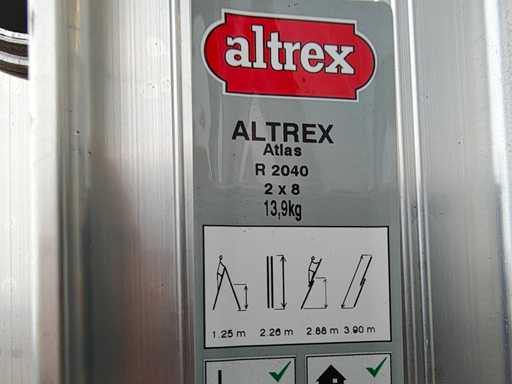 altrex
ALTREX
Atlas
R 2040
2 x 8
13,9kg
1.25 m 2.26 m 2.88 m 3.90 m